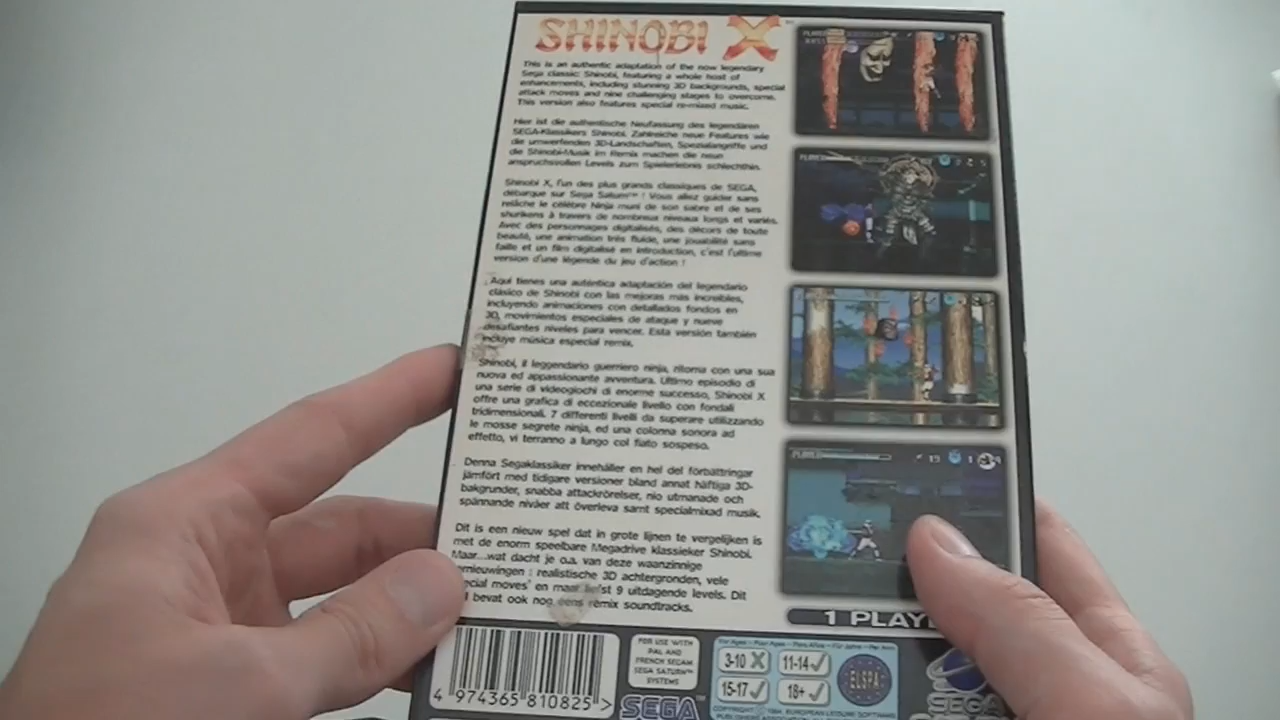 SHINOBI X
This is an authentic adaptation of the now legendary
Sega classic Shinobi, featuring a whole host of
enhancements, including stunning 3D backgrounds, special
attack moves and nine challenging stages to overcome.
This version also features special re-mixed music.
Hier ist die authentische Neufassung des legendären
SEGA-Klassikers Shinobi. Zahlreiche neue Features wie
die umwerfenden 3D-Landschaften, Spezialangriffe und
die Shinobi-Musik im Remix machen die neun
anspruchsvollen Levels zum Spielerlebnis schlechthin.
Shinobi X, l'un des plus grands classiques de SEGA,
débarque sur Sega Saturn™ ! Vous allez guider sans
relâche le célèbre Ninja muni de son sabre et de ses
shurikens à travers de nombreux niveaux longs et variés.
Avec des personnages digitalisés, des décors de toute
beauté, une animation très fluide, une jouabilité sans
faille et un film digitalisé en introduction, c'est l'ultime
version d'une légende du jeu d'action !
Aquí tienes una auténtica adaptación del legendario
clásico de Shinobi con las mejoras más increíbles,
incluyendo animaciones con detallados fondos en
3D, movimientos especiales de ataque y nueve
desafiantes niveles para vencer. Esta versión también
incluye música especial remix.
Shinobi, il leggendario guerriero ninja, ritorna con una sua
nuova ed appassionante avventura. Ultimo episodio di
una serie di videogiochi di enorme successo, Shinobi X
offre una grafica di eccezionale livello con fondali
tridimensionali. 7 differenti livelli da superare utilizzando
le mosse segrete ninja, ed una colonna sonora ad
effetto, vi terranno a lungo col fiato sospeso.
Denna Segaklassiker innehåller en hel del förbättringar
jämfört med tidigare versioner bland annat häftiga 3D-
bakgrunder, snabba attackrörelser, nio utmanade och
spännande nivåer att överleva samt specialmixad musik.
Dit is een nieuw spel dat in grote lijnen te vergelijken is
met de enorm speelbare Megadrive klassieker Shinobi.
Maar...wat dacht je o.a. van deze waanzinnige
ernieuwingen : realistische 3D achtergronden, vele
ecial moves' en maar liefst 9 uitdagende levels. Dit
l bevat ook nog eens remix soundtracks.
PLAYER
PLAYER
PLAYER 19 1
1 PLAY
4 974365 810825 >
FOR USE WITH
PAL AND
FRENCH SECAM
SEGA SATURN™
SYSTEMS
SEGA™
3-10 11-14
15-17 18+
ELSPA
COPYRIGHT © 1994 EUROPEAN LEISURE SOFTWARE
SEGA